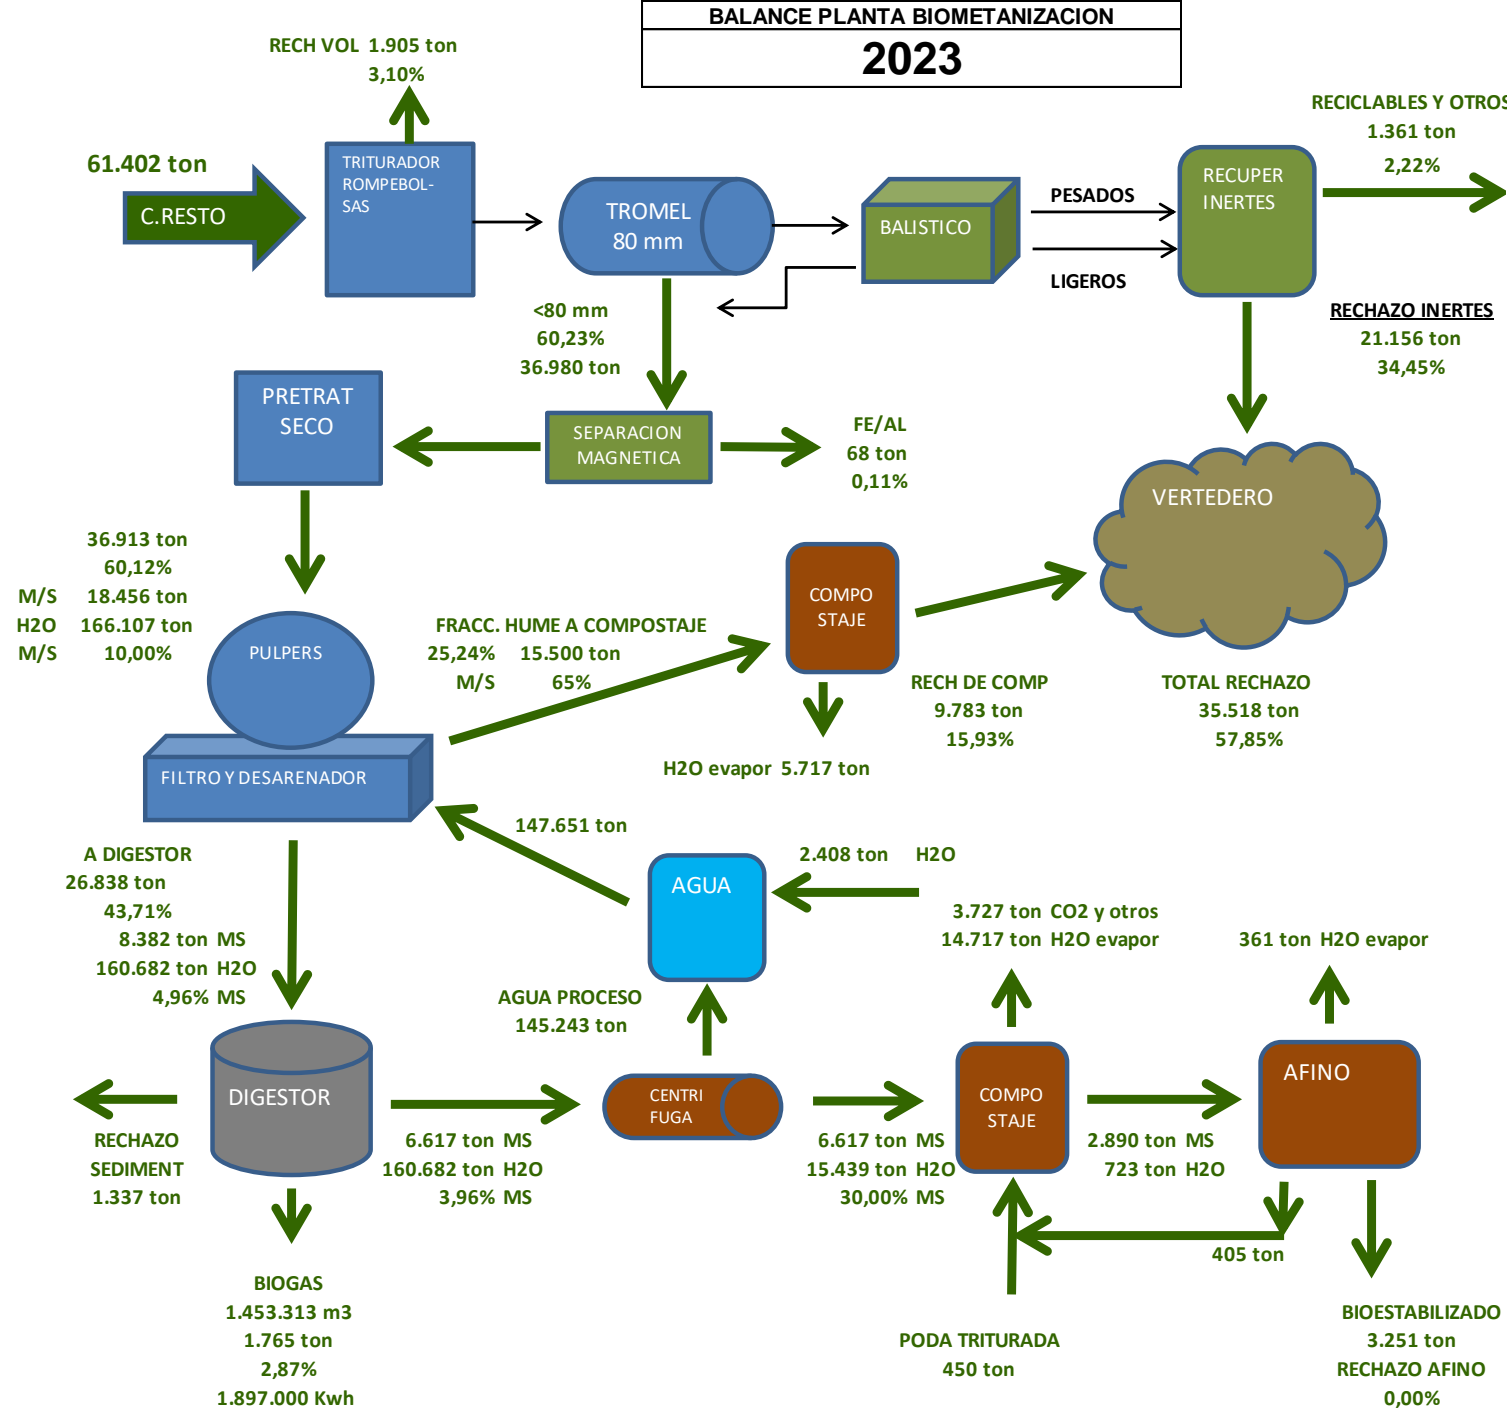 BALANCE PLANTA BIOMETANIZACION
2023
RECH VOL 1.905 ton
3,10%
61.402 ton
C.RESTO
TRITURADOR
ROMPEBOL-
SAS
TROMEL
80 mm
BALISTICO
PESADOS
LIGEROS
RECUPER
INERTES
RECICLABLES Y OTROS
1.361 ton
2,22%
RECHAZO INERTES
21.156 ton
34,45%
<80 mm
60,23%
36.980 ton
PRETRAT
SECO
SEPARACION
MAGNETICA
FE/AL
68 ton
0,11%
VERTEDERO
36.913 ton
60,12%
M/S 18.456 ton
H2O 166.107 ton
M/S 10,00%
PULPERS
FRACC. HUME A COMPOSTAJE
25,24% 15.500 ton
M/S 65%
COMPO
STAJE
RECH DE COMP
9.783 ton
15,93%
TOTAL RECHAZO
35.518 ton
57,85%
H2O evapor 5.717 ton
FILTRO Y DESARENADOR
147.651 ton
A DIGESTOR
26.838 ton
43,71%
8.382 ton MS
160.682 ton H2O
4,96% MS
AGUA
2.408 ton H2O
3.727 ton CO2 y otros
14.717 ton H2O evapor
361 ton H2O evapor
AGUA PROCESO
145.243 ton
DIGESTOR
CENTRI
FUGA
COMPO
STAJE
AFINO
RECHAZO
SEDIMENT
1.337 ton
6.617 ton MS
160.682 ton H2O
3,96% MS
6.617 ton MS
15.439 ton H2O
30,00% MS
2.890 ton MS
723 ton H2O
405 ton
BIOGAS
1.453.313 m3
1.765 ton
2,87%
1.897.000 Kwh
PODA TRITURADA
450 ton
BIOESTABILIZADO
3.251 ton
RECHAZO AFINO
0,00%